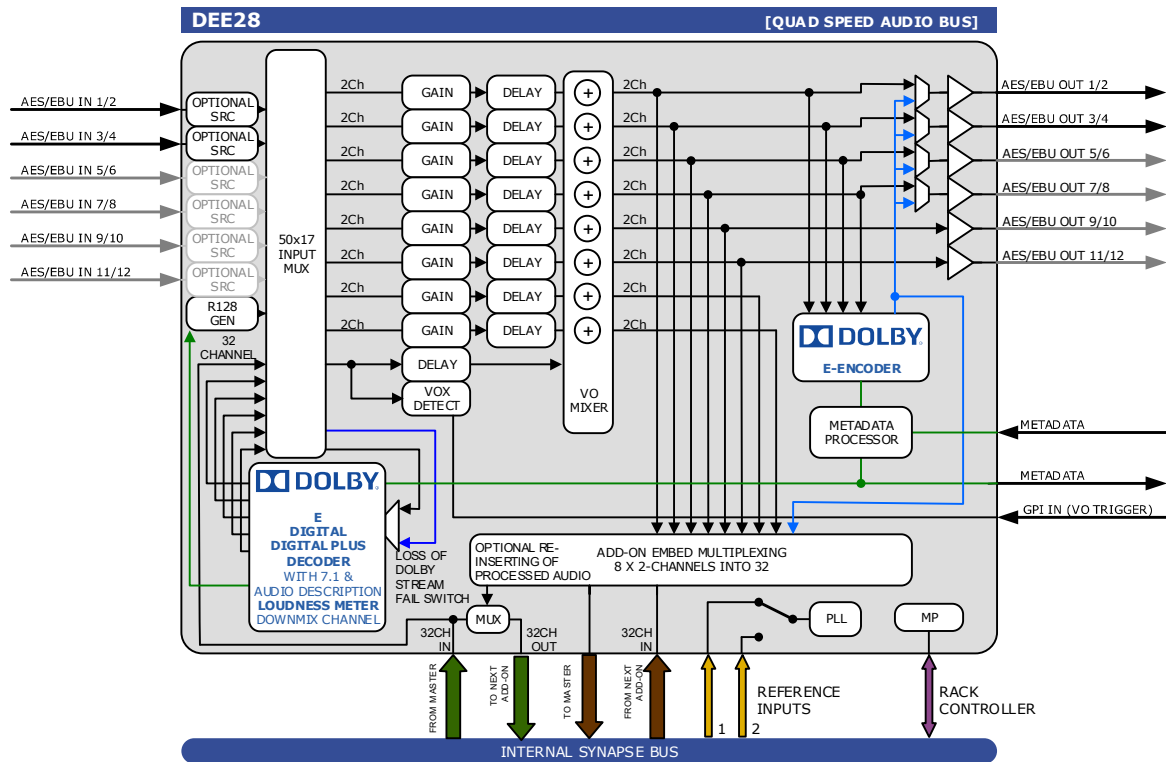 DEE28
[QUAD SPEED AUDIO BUS]
AES/EBU IN 1/2
AES/EBU IN 3/4
AES/EBU IN 5/6
AES/EBU IN 7/8
AES/EBU IN 9/10
AES/EBU IN 11/12
OPTIONAL
SRC
OPTIONAL
SRC
OPTIONAL
SRC
OPTIONAL
SRC
OPTIONAL
SRC
OPTIONAL
SRC
R128
GEN
32
CHANNEL
50x17
INPUT
MUX
2Ch
GAIN
DELAY
+
2Ch
2Ch
GAIN
DELAY
+
2Ch
2Ch
GAIN
DELAY
+
2Ch
2Ch
GAIN
DELAY
+
2Ch
2Ch
GAIN
DELAY
+
2Ch
2Ch
GAIN
DELAY
+
2Ch
2Ch
GAIN
DELAY
+
2Ch
2Ch
GAIN
DELAY
+
2Ch
DELAY
VOX
DETECT
VO
MIXER
AES/EBU OUT 1/2
AES/EBU OUT 3/4
AES/EBU OUT 5/6
AES/EBU OUT 7/8
AES/EBU OUT 9/10
AES/EBU OUT 11/12
DOLBY
E-ENCODER
METADATA
PROCESSOR
METADATA
METADATA
GPI IN (VO TRIGGER)
DOLBY
E
DIGITAL
DIGITAL PLUS
DECODER
WITH 7.1 &
AUDIO DESCRIPTION
LOUDNESS METER
DOWNMIX CHANNEL
LOSS OF
DOLBY
STREAM
FAIL SWITCH
OPTIONAL RE-
INSERTING OF
PROCESSED AUDIO
ADD-ON EMBED MULTIPLEXING
8 X 2-CHANNELS INTO 32
MUX
PLL
MP
32CH
IN
32CH
OUT
32CH
IN
FROM MASTER
TO NEXT
ADD-ON
TO MASTER
FROM NEXT
ADD-ON
1
2
REFERENCE
INPUTS
RACK
CONTROLLER
INTERNAL SYNAPSE BUS